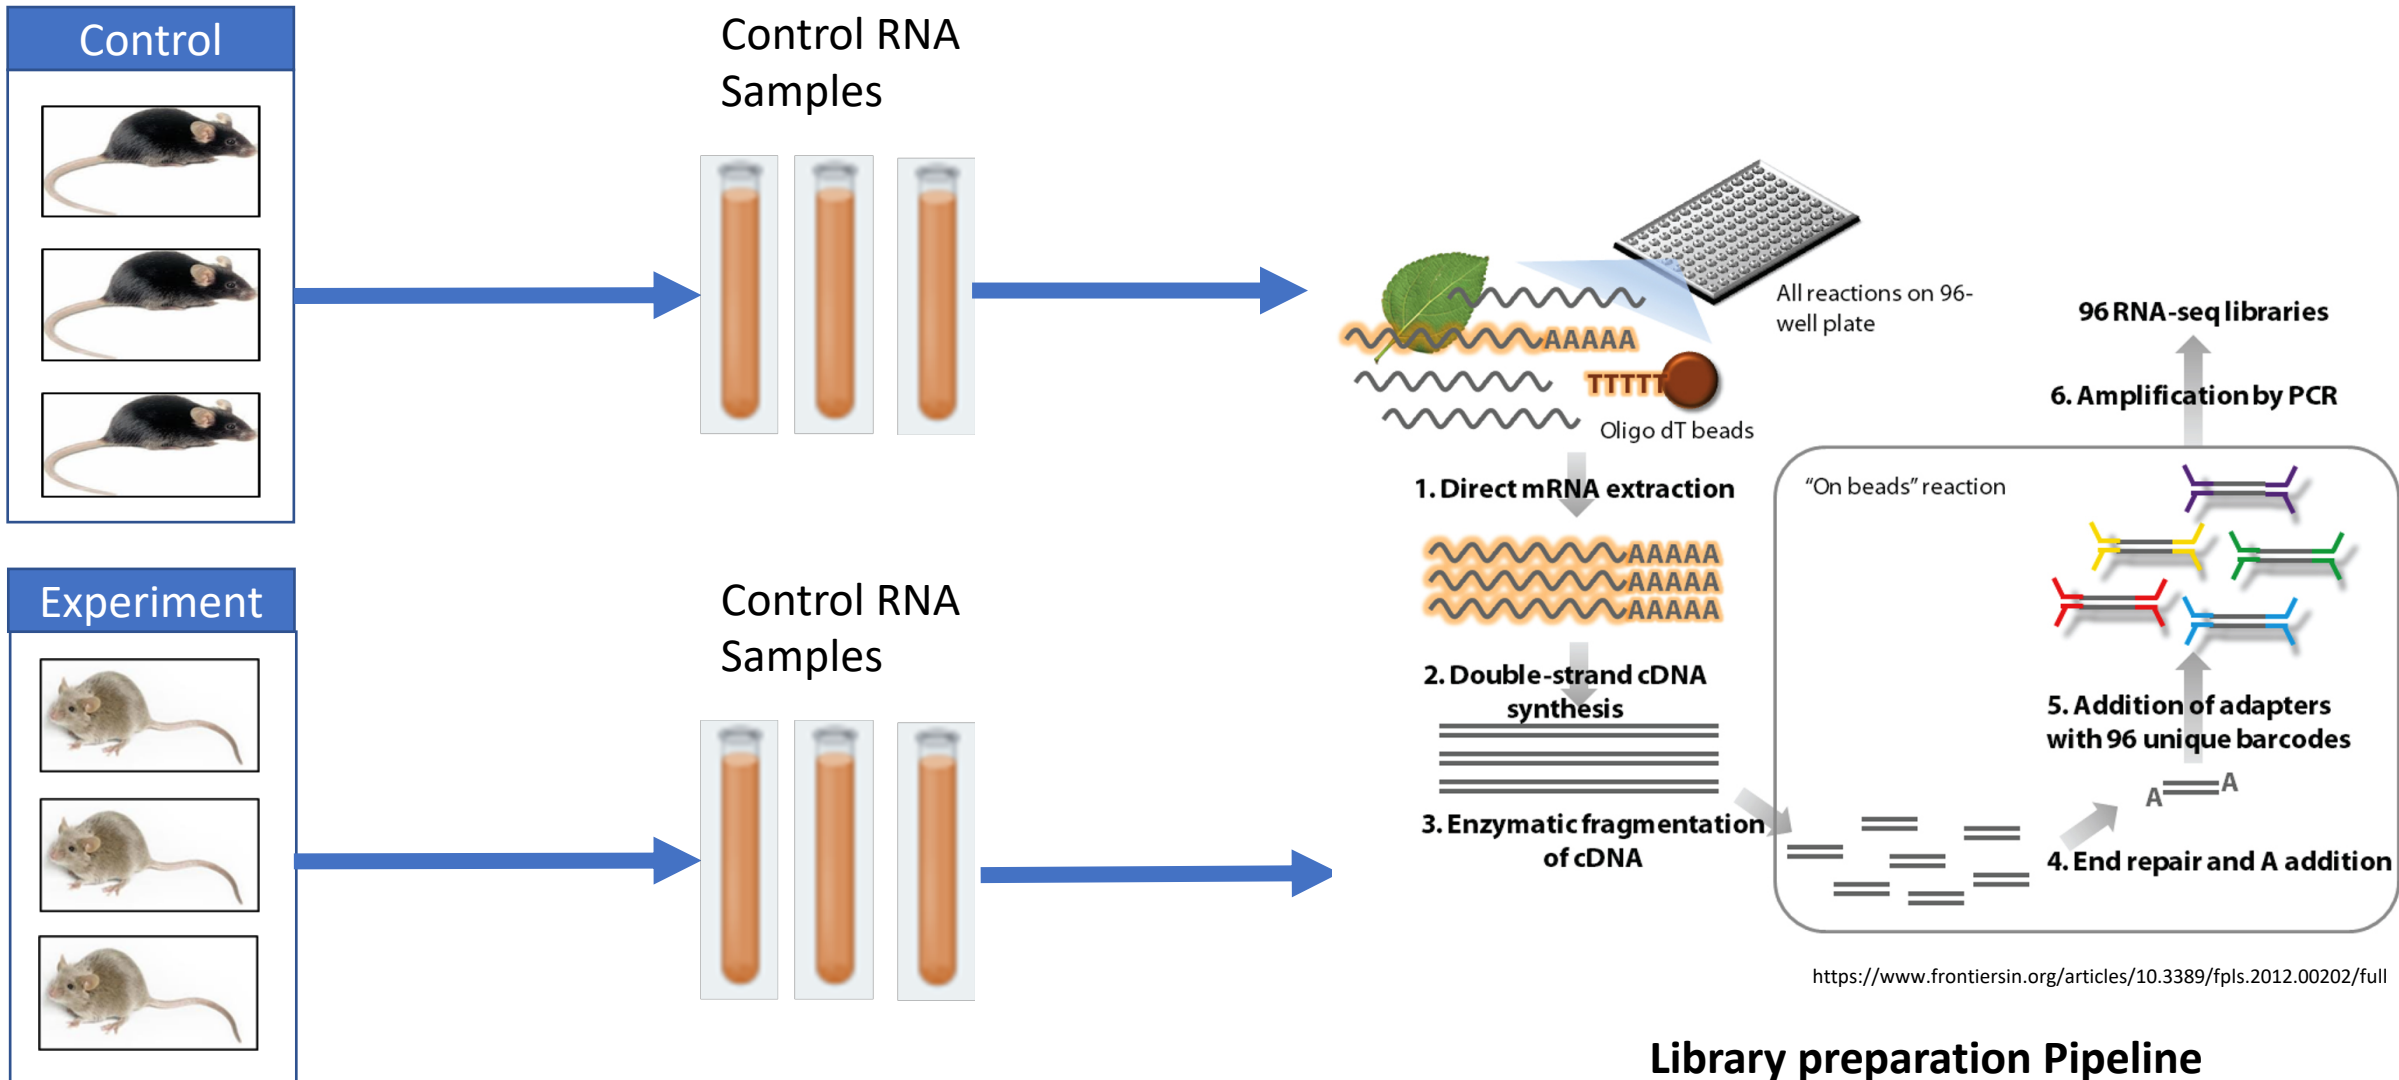 Control
Control RNA
Samples
Experiment
Control RNA
Samples
All reactions on 96-
well plate
AAAAA
TTTTT
Oligo dT beads
1. Direct mRNA extraction
AAAAA
AAAAA
AAAAA
2. Double-strand cDNA
synthesis
3. Enzymatic fragmentation
of cDNA
"On beads" reaction
4. End repair and A addition
A
A
5. Addition of adapters
with 96 unique barcodes
6. Amplification by PCR
96 RNA-seq libraries
https://www.frontiersin.org/articles/10.3389/fpls.2012.00202/full
Library preparation Pipeline